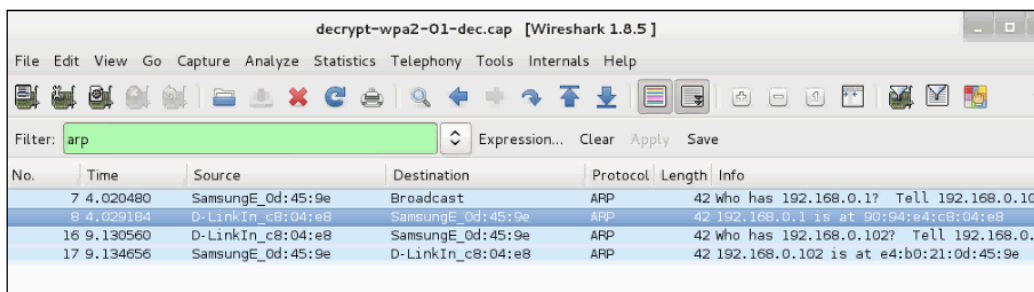 decrypt-wpa2-01-dec.cap [Wireshark 1.8.5 ]
File Edit View Go Capture Analyze Statistics Telephony Tools Internals Help
Filter: arp Expression... Clear Apply Save
No. Time Source Destination Protocol Length Info
7 4.020480 SamsungE_0d:45:9e Broadcast ARP 42 Who has 192.168.0.1? Tell 192.168.0.10
8 4.029184 D-LinkIn_c8:04:e8 SamsungE_0d:45:9e ARP 42 192.168.0.1 is at 90:94:e4:c8:04:e8
16 9.130560 D-LinkIn_c8:04:e8 SamsungE_0d:45:9e ARP 42 Who has 192.168.0.102? Tell 192.168.0.
17 9.134656 SamsungE_0d:45:9e D-LinkIn_c8:04:e8 ARP 42 192.168.0.102 is at e4:b0:21:0d:45:9e